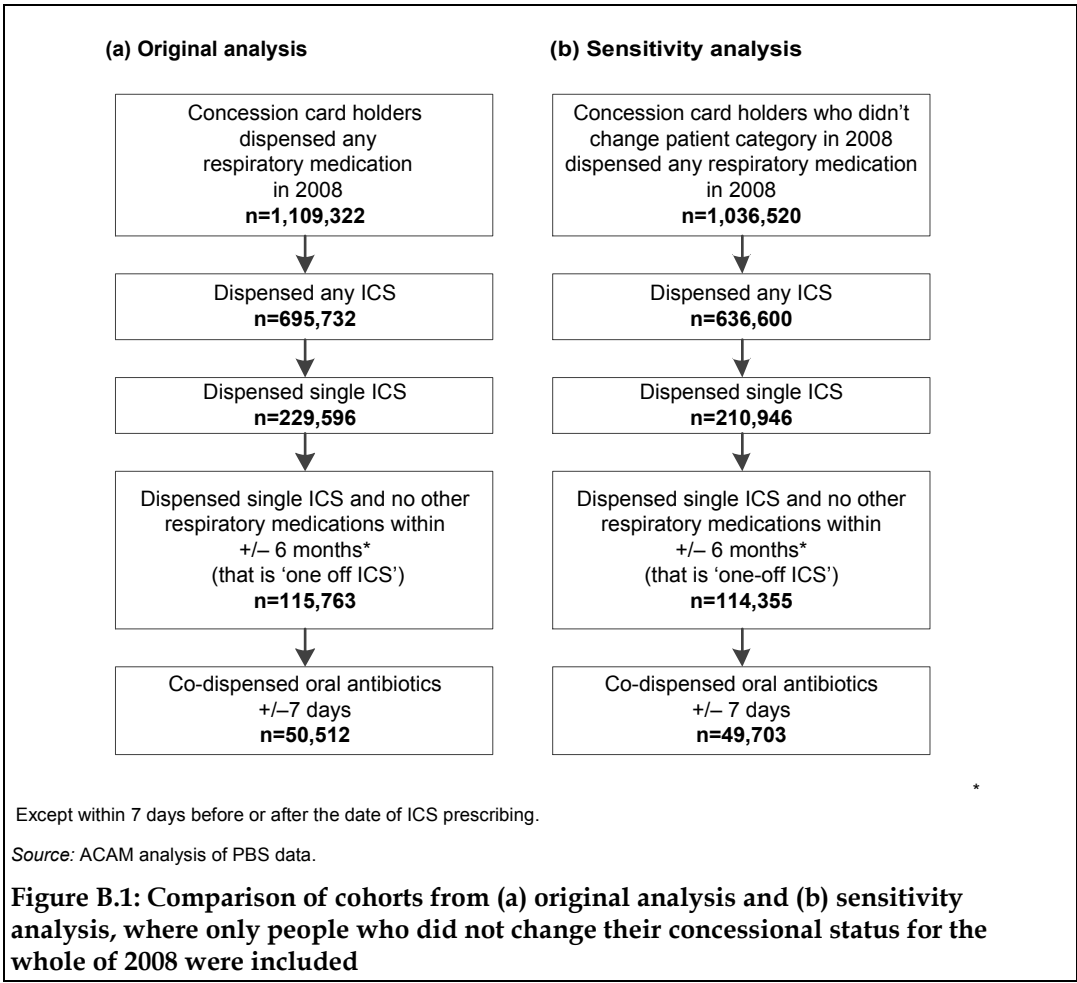 (a) Original analysis
Concession card holders
dispensed any
respiratory medication
in 2008
n=1,109,322
Dispensed any ICS
n=695,732
Dispensed single ICS
n=229,596
Dispensed single ICS and no other
respiratory medications within
+/– 6 months*
(that is ‘one off ICS’)
n=115,763
Co-dispensed oral antibiotics
+/–7 days
n=50,512
(b) Sensitivity analysis
Concession card holders who didn’t
change patient category in 2008
dispensed any respiratory medication
in 2008
n=1,036,520
Dispensed any ICS
n=636,600
Dispensed single ICS
n=210,946
Dispensed single ICS and no other
respiratory medications within
+/– 6 months*
(that is ‘one-off ICS’)
n=114,355
Co-dispensed oral antibiotics
+/– 7 days
n=49,703
*
Except within 7 days before or after the date of ICS prescribing.
Source: ACAM analysis of PBS data.
Figure B.1: Comparison of cohorts from (a) original analysis and (b) sensitivity
analysis, where only people who did not change their concessional status for the
whole of 2008 were included